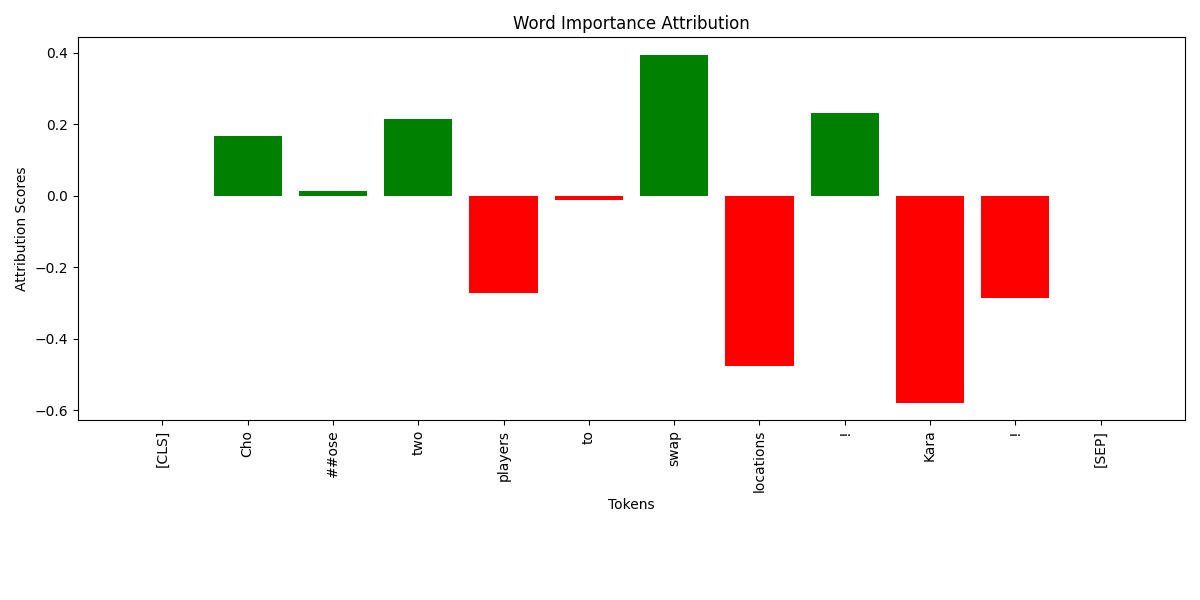 Word Importance Attribution
0.4
0.2
0.0
−0.2
−0.4
−0.6
Attribution Scores
[CLS]
Cho
##ose
two
players
to
swap
locations
!
Kara
!
[SEP]
Tokens